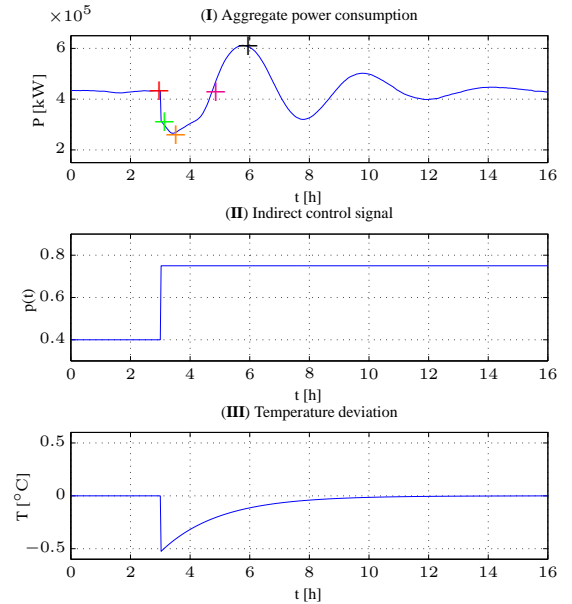 (I) Aggregate power consumption
×10⁵
6
4
2
P [kW]
0 2 4 6 8 10 12 14 16
t [h]
(II) Indirect control signal
0.8
0.6
0.4
p(t)
0 2 4 6 8 10 12 14 16
t [h]
(III) Temperature deviation
0.5
0
−0.5
T [°C]
0 2 4 6 8 10 12 14 16
t [h]